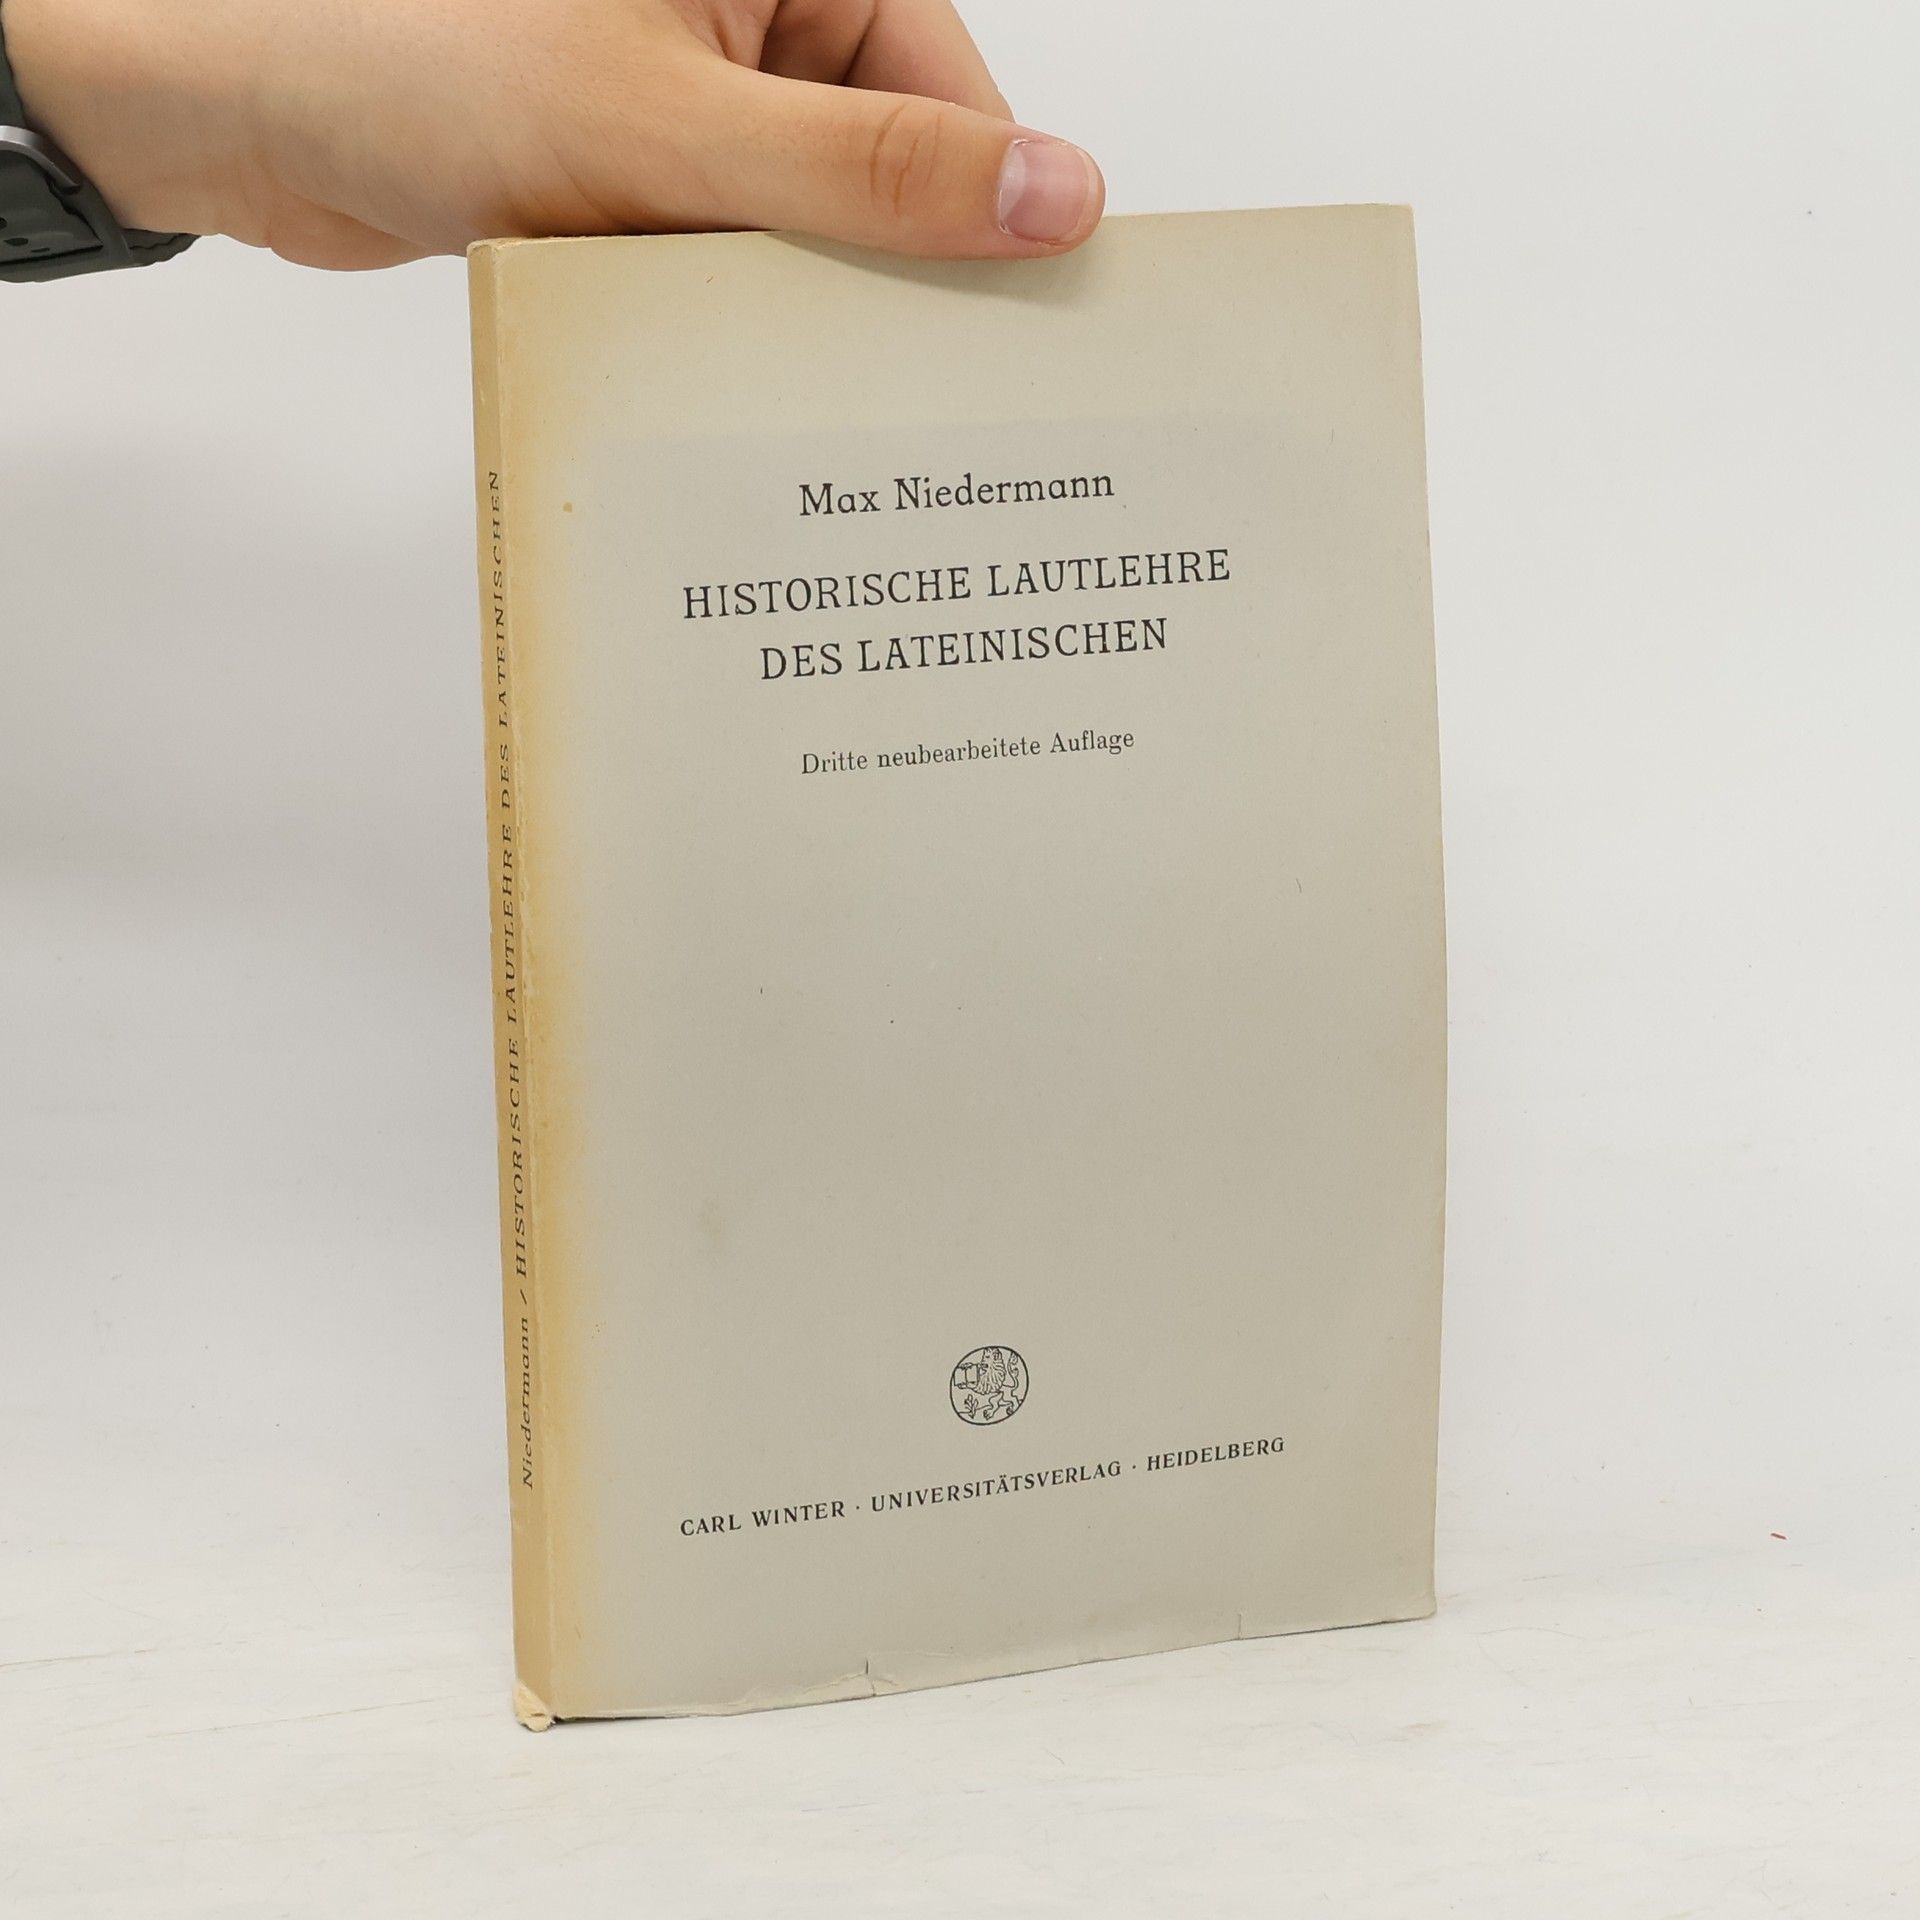 Max Niedermann
HISTORISCHE LAUTLEHRE
DES LATEINISCHEN
Dritte neubearbeitete Auflage
CARL WINTER · UNIVERSITÄTSVERLAG · HEIDELBERG
Niedermann / HISTORISCHE LAUTLEHRE DES LATEINISCHEN